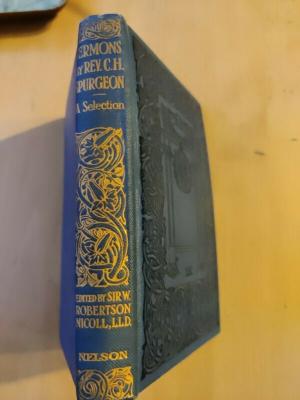 SERMONS
BY REV. C.H.
SPURGEON
A Selection
EDITED BY SIR W.
ROBERTSON
NICOLL, LL.D.
NELSON